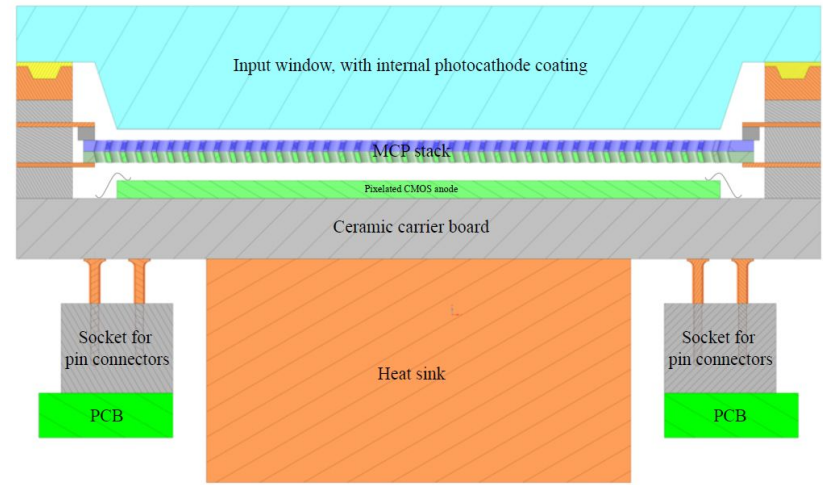 Input window, with internal photocathode coating
MCP stack
Pixelated CMOS anode
Ceramic carrier board
Socket for
pin connectors
Heat sink
Socket for
pin connectors
PCB
PCB